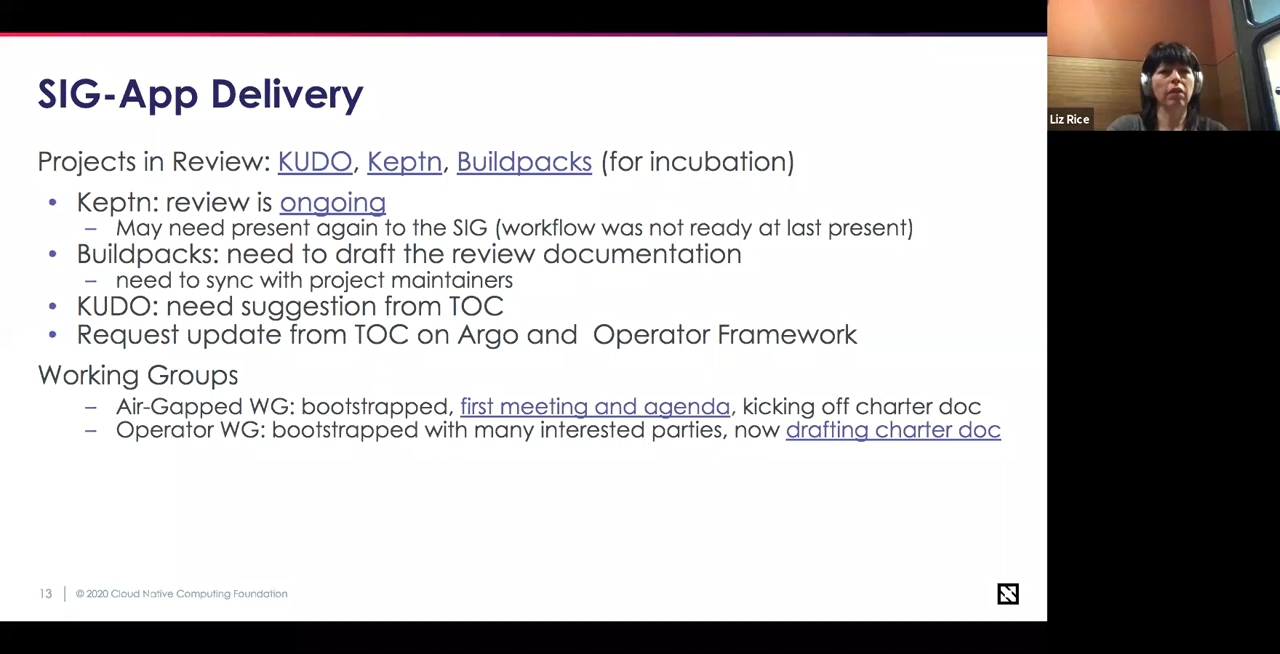 SIG-App Delivery
Projects in Review: KUDO, Keptn, Buildpacks (for incubation)
• Keptn: review is ongoing
– May need present again to the SIG (workflow was not ready at last present)
• Buildpacks: need to draft the review documentation
– need to sync with project maintainers
• KUDO: need suggestion from TOC
• Request update from TOC on Argo and Operator Framework
Working Groups
– Air-Gapped WG: bootstrapped, first meeting and agenda, kicking off charter doc
– Operator WG: bootstrapped with many interested parties, now drafting charter doc
13 | © 2020 Cloud Native Computing Foundation
Liz Rice